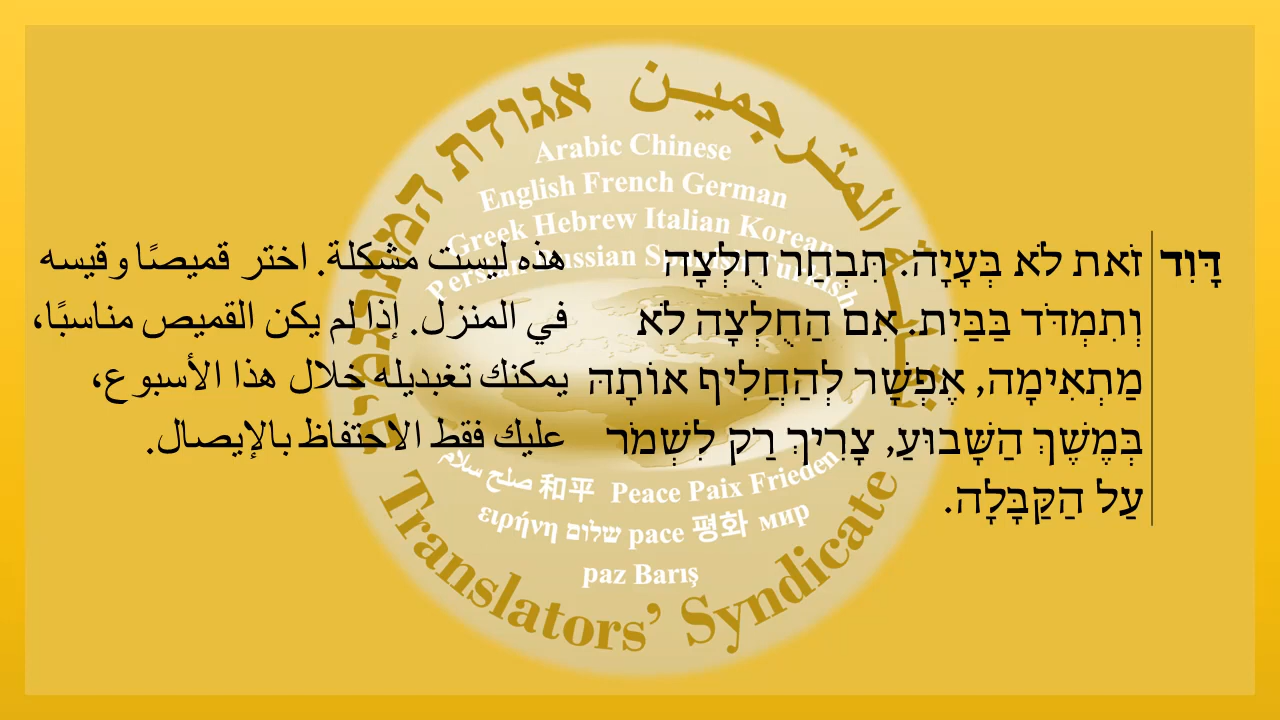 דָּוִד
זֹאת לֹא בְּעָיָה. תִּבְחַר חֻלְצָה
וְתִמְדֹּד בַּבַּיִת. אִם הַחֻלְצָה לֹא
מַתְאִימָה, אֶפְשָׁר לְהַחֲלִיף אוֹתָהּ
בְּמֶשֶׁךְ הַשָּׁבוּעַ, צָרִיךְ רַק לִשְׁמֹר
עַל הַקַּבָּלָה.
هذه ليست مشكلة. اختر قميصًا وقيسه
في المنزل. إذا لم يكن القميص مناسبًا،
يمكنك تغبديله خلال هذا الأسبوع،
عليك فقط الاحتفاظ بالإيصال.
אגודת המתרגמים
المترجمين
Arabic Chinese
English French German
Greek Hebrew Italian Korean
Persian Russian Spanish Turkish
صلح سلام 和平 Peace Paix Frieden
ειρήνη שלום pace 평화 мир
paz Barış
Translators' Syndicate